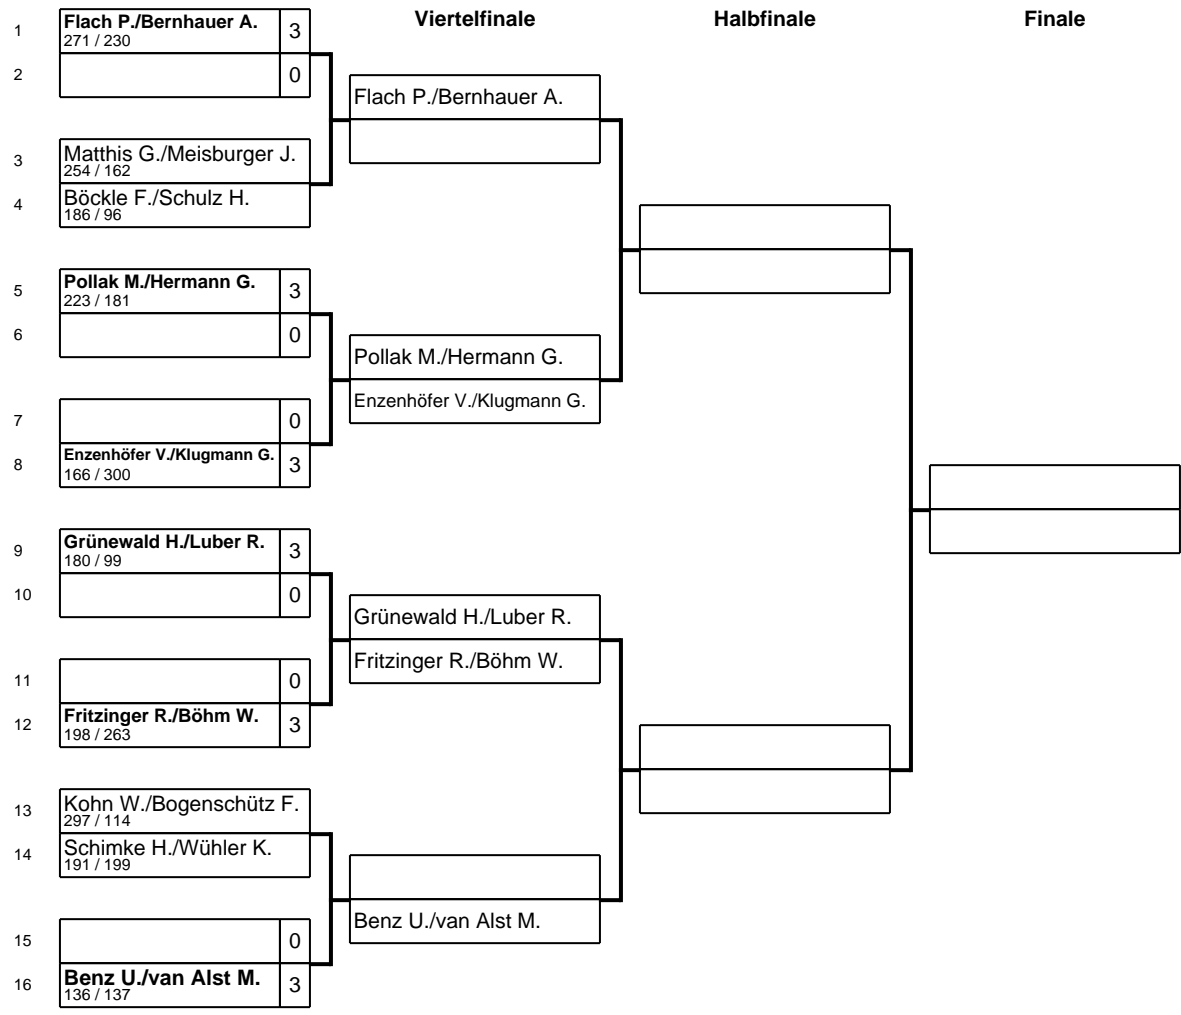 Viertelfinale
Halbfinale
Finale
1
Flach P./Bernhauer A.
3
271 / 230
2
0
Flach P./Bernhauer A.
3
Matthis G./Meisburger J.
254 / 162
4
Böckle F./Schulz H.
186 / 96
5
Pollak M./Hermann G.
3
223 / 181
6
0
Pollak M./Hermann G.
Enzenhöfer V./Klugmann G.
7
0
8
Enzenhöfer V./Klugmann G.
3
166 / 300
9
Grünewald H./Luber R.
3
180 / 99
10
0
Grünewald H./Luber R.
Fritzinger R./Böhm W.
11
0
12
Fritzinger R./Böhm W.
3
198 / 263
13
Kohn W./Bogenschütz F.
297 / 114
14
Schimke H./Wühler K.
191 / 199
Benz U./van Alst M.
15
0
16
Benz U./van Alst M.
3
136 / 137